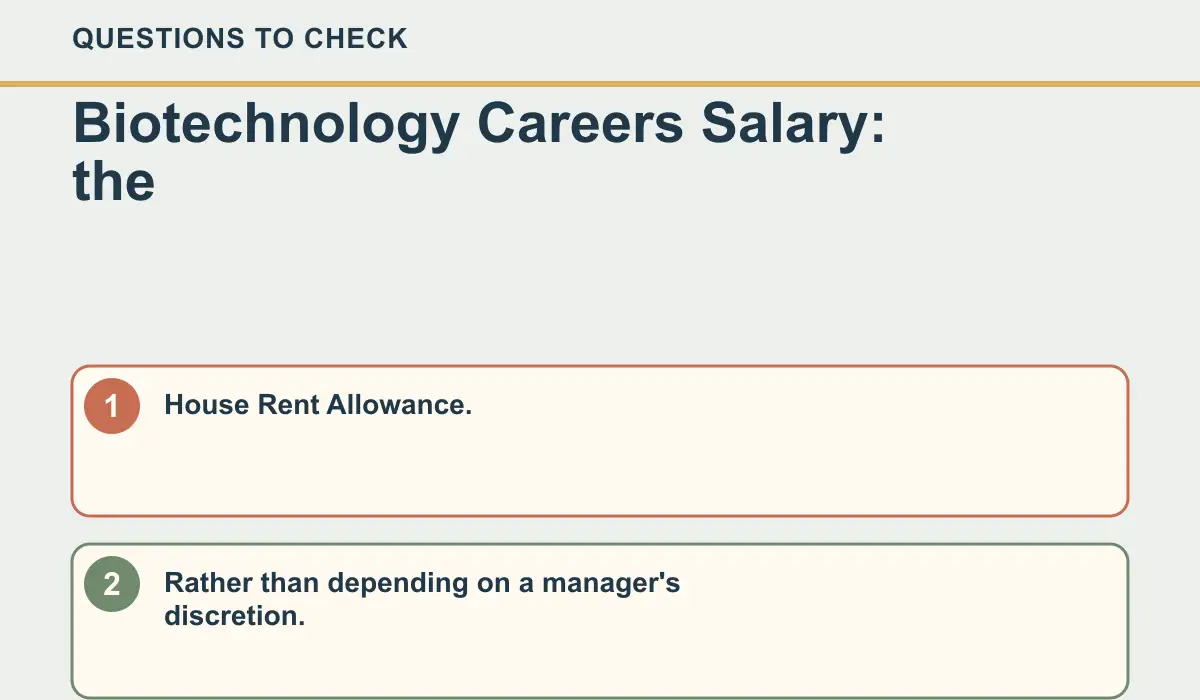 QUESTIONS TO CHECK
Biotechnology Careers Salary:
the
1
House Rent Allowance.
2
Rather than depending on a manager's
discretion.